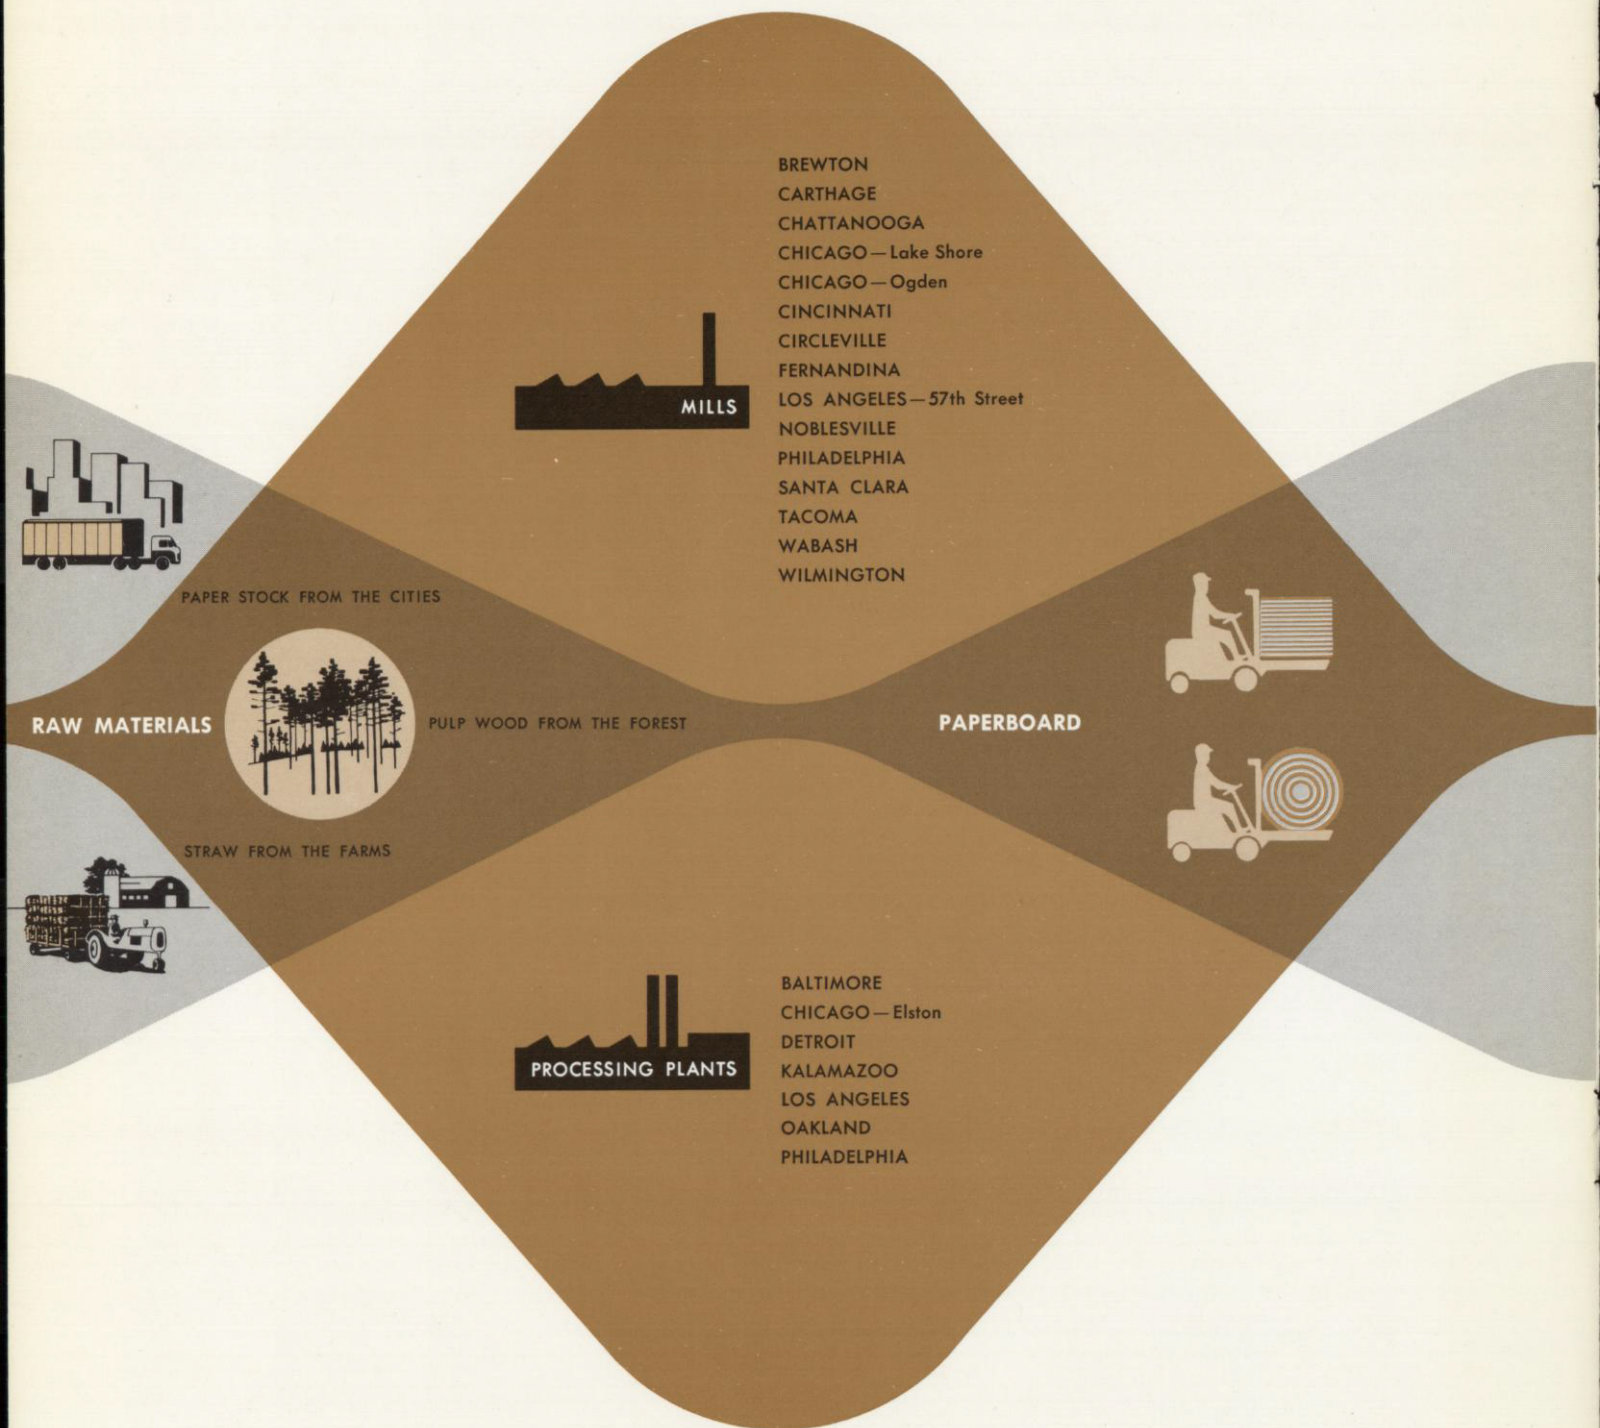 BREWTON
CARTHAGE
CHATTANOOGA
CHICAGO—Lake Shore
CHICAGO—Ogden
CINCINNATI
CIRCLEVILLE
FERNANDINA
LOS ANGELES—57th Street
NOBLESVILLE
PHILADELPHIA
SANTA CLARA
TACOMA
WABASH
WILMINGTON
MILLS
PAPER STOCK FROM THE CITIES
RAW MATERIALS
PULP WOOD FROM THE FOREST
PAPERBOARD
STRAW FROM THE FARMS
PROCESSING PLANTS
BALTIMORE
CHICAGO—Elston
DETROIT
KALAMAZOO
LOS ANGELES
OAKLAND
PHILADELPHIA